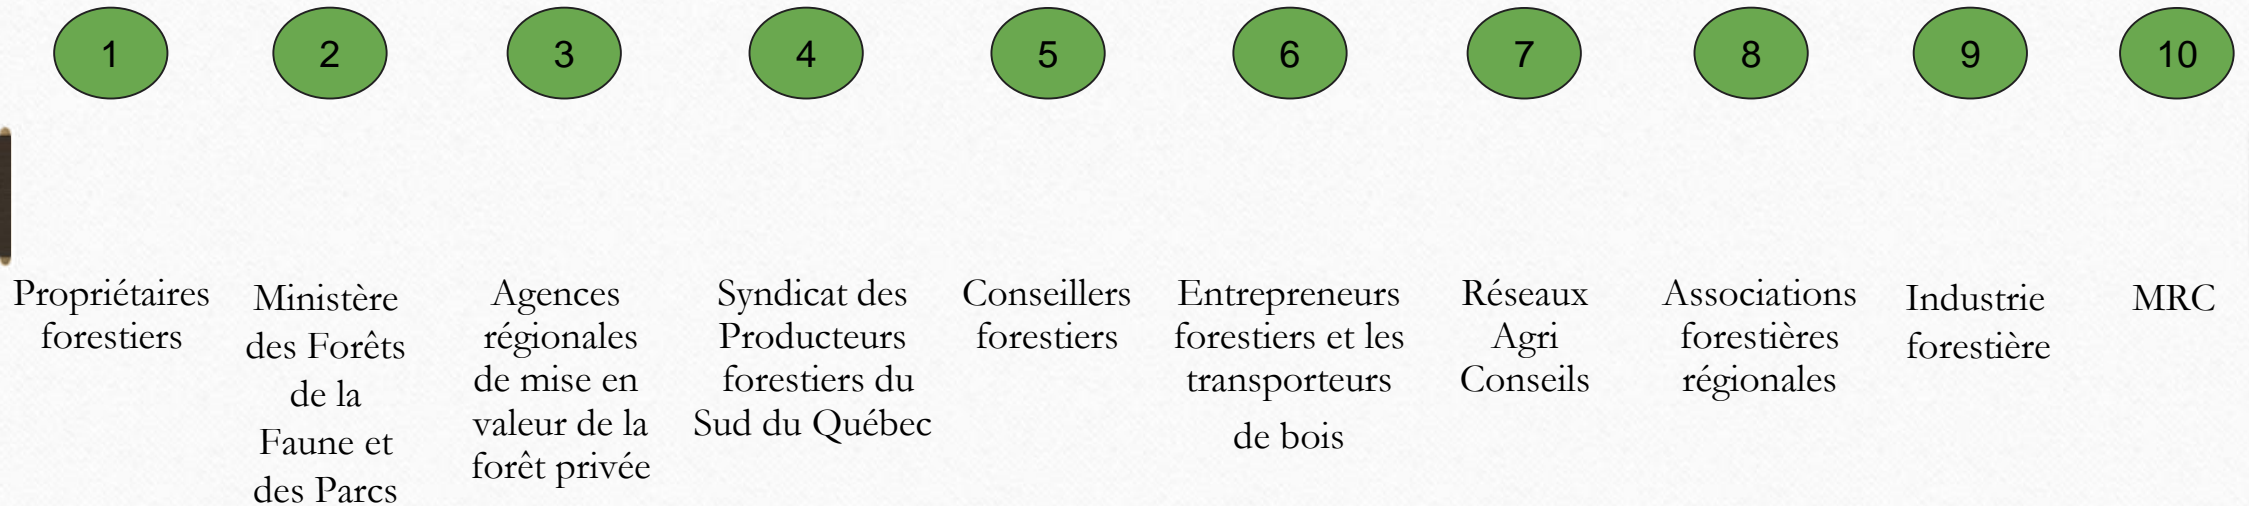 1
2
3
4
5
6
7
8
9
10
Propriétaires
forestiers
Ministère
des Forêts
de la
Faune et
des Parcs
Agences
régionales
de mise en
valeur de la
forêt privée
Syndicat des
Producteurs
forestiers du
Sud du Québec
Conseillers
forestiers
Entrepreneurs
forestiers et les
transporteurs
de bois
Réseaux
Agri
Conseils
Associations
forestières
régionales
Industrie
forestière
MRC